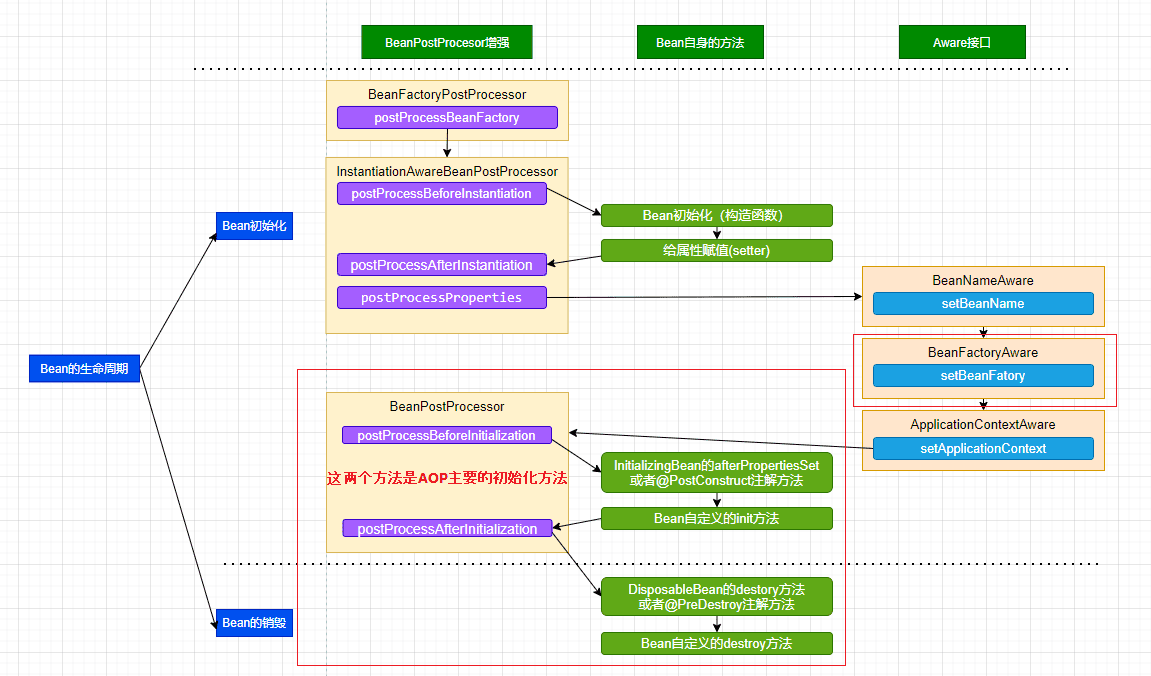 BeanPostProcesor增强
Bean自身的方法
Aware接口
BeanFactoryPostProcessor
postProcessBeanFactory
InstantiationAwareBeanPostProcessor
postProcessBeforeInstantiation
Bean初始化（构造函数）
Bean初始化
给属性赋值(setter)
postProcessAfterInstantiation
postProcessProperties
BeanNameAware
setBeanName
BeanFactoryAware
setBeanFatory
Bean的生命周期
BeanPostProcessor
ApplicationContextAware
postProcessBeforeInitialization
setApplicationContext
InitializingBean的afterPropertiesSet
或者@PostConstruct注解方法
这两个方法是AOP主要的初始化方法
Bean自定义的init方法
postProcessAfterInitialization
DisposableBean的destory方法
或者@PreDestroy注解方法
Bean的销毁
Bean自定义的destroy方法